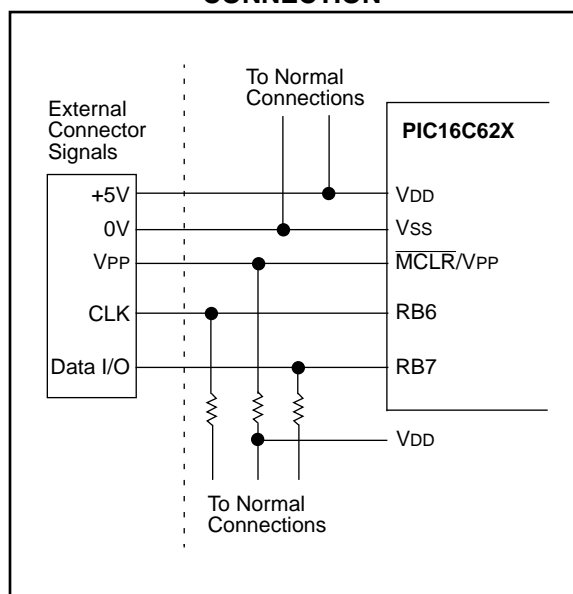 CONNECTION
To Normal
Connections
External
Connector
Signals
PIC16C62X
+5V
VDD
0V
VSS
VPP
MCLR/VPP
CLK
RB6
Data I/O
RB7
VDD
To Normal
Connections